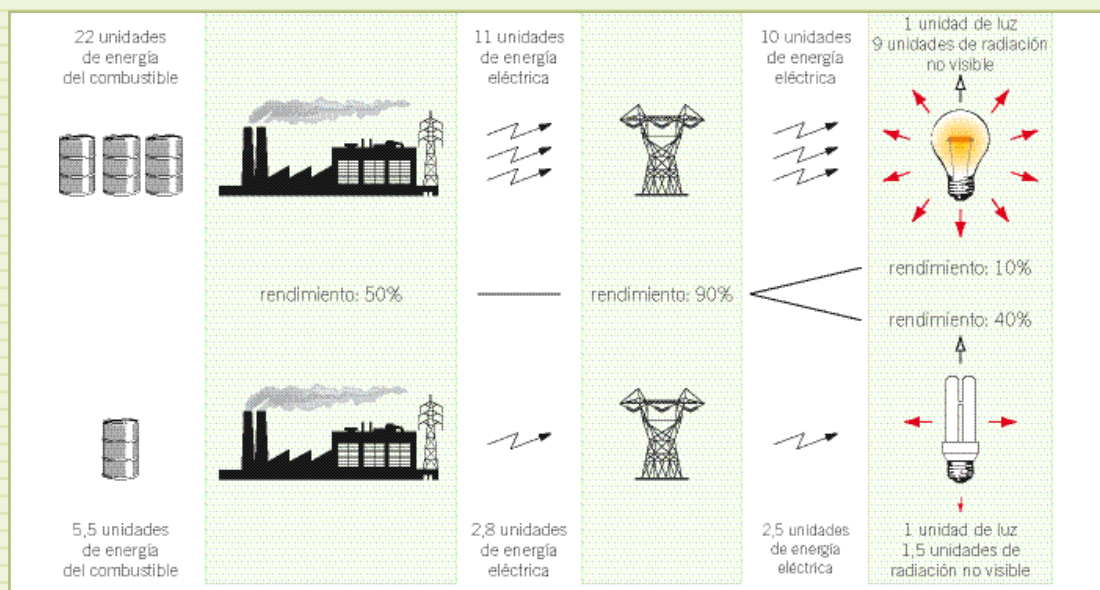 22 unidades
de energía
del combustible
11 unidades
de energía
eléctrica
10 unidades
de energía
eléctrica
1 unidad de luz
9 unidades de radiación
no visible
rendimiento: 50%
rendimiento: 90%
rendimiento: 10%
rendimiento: 40%
5,5 unidades
de energía
del combustible
2,8 unidades
de energía
eléctrica
2,5 unidades
de energía
eléctrica
1 unidad de luz
1,5 unidades de
radiación no visible